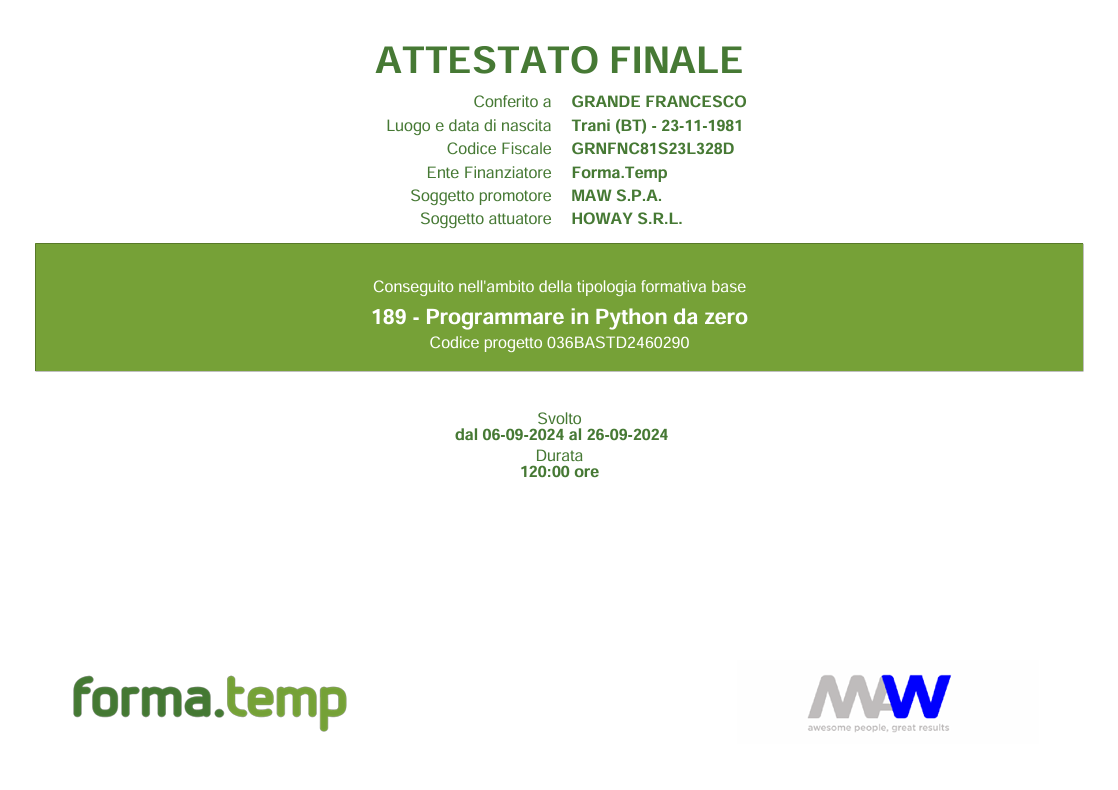 ATTESTATO FINALE
Conferito a GRANDE FRANCESCO
Luogo e data di nascita Trani (BT) - 23-11-1981
Codice Fiscale GRNFNC81S23L328D
Ente Finanziatore Forma.Temp
Soggetto promotore MAW S.P.A.
Soggetto attuatore HOWAY S.R.L.
Conseguito nell'ambito della tipologia formativa base
189 - Programmare in Python da zero
Codice progetto 036BASTD2460290
Svolto
dal 06-09-2024 al 26-09-2024
Durata
120:00 ore
forma.temp
MAW
awesome people, great results